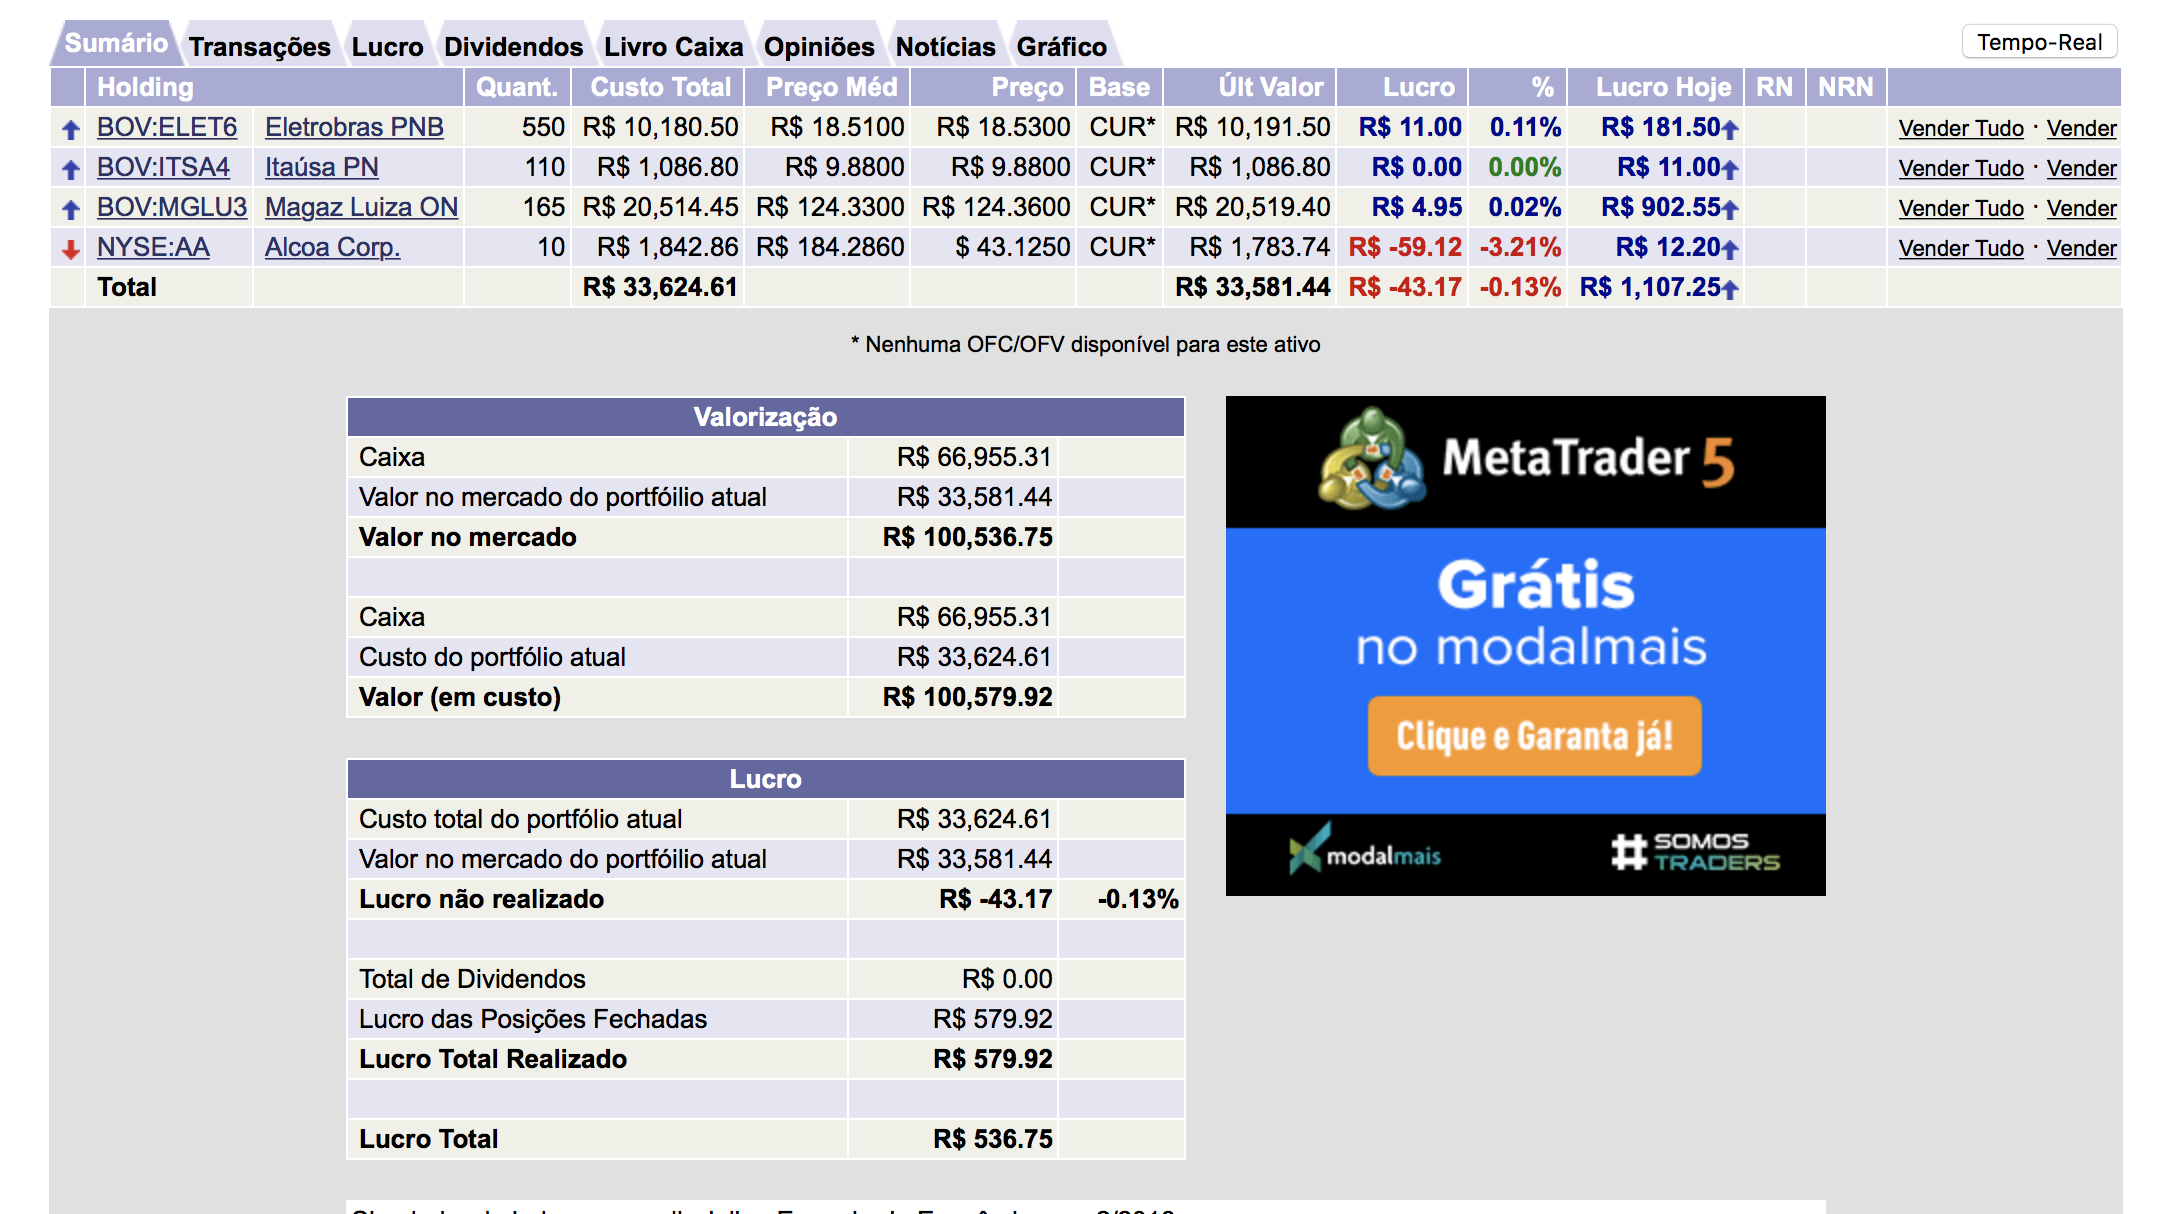 Sumário Transações Lucro Dividendos Livro Caixa Opiniões Notícias Gráfico Tempo-Real
Holding Quant. Custo Total Preço Méd Preço Base Últ Valor Lucro % Lucro Hoje RN NRN
BOV:ELET6 Eletrobras PNB 550 R$ 10,180.50 R$ 18.5100 R$ 18.5300 CUR* R$ 10,191.50 R$ 11.00 0.11% R$ 181.50 Vender Tudo · Vender
BOV:ITSA4 Itaúsa PN 110 R$ 1,086.80 R$ 9.8800 R$ 9.8800 CUR* R$ 1,086.80 R$ 0.00 0.00% R$ 11.00 Vender Tudo · Vender
BOV:MGLU3 Magaz Luiza ON 165 R$ 20,514.45 R$ 124.3300 R$ 124.3600 CUR* R$ 20,519.40 R$ 4.95 0.02% R$ 902.55 Vender Tudo · Vender
NYSE:AA Alcoa Corp. 10 R$ 1,842.86 R$ 184.2860 $ 43.1250 CUR* R$ 1,783.74 R$ -59.12 -3.21% R$ 12.20 Vender Tudo · Vender
Total R$ 33,624.61 R$ 33,581.44 R$ -43.17 -0.13% R$ 1,107.25
* Nenhuma OFC/OFV disponível para este ativo
Valorização
Caixa R$ 66,955.31
Valor no mercado do portfóilio atual R$ 33,581.44
Valor no mercado R$ 100,536.75
Caixa R$ 66,955.31
Custo do portfólio atual R$ 33,624.61
Valor (em custo) R$ 100,579.92
Lucro
Custo total do portfólio atual R$ 33,624.61
Valor no mercado do portfóilio atual R$ 33,581.44
Lucro não realizado R$ -43.17 -0.13%
Total de Dividendos R$ 0.00
Lucro das Posições Fechadas R$ 579.92
Lucro Total Realizado R$ 579.92
Lucro Total R$ 536.75
MetaTrader 5
Grátis
no modalmais
Clique e Garanta já!
modalmais
#SOMOS
TRADERS